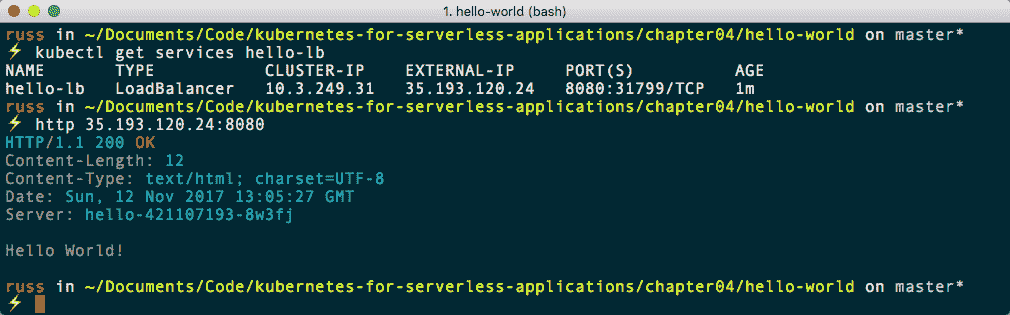 1. hello-world (bash)
russ in ~/Documents/Code/kubernetes-for-serverless-applications/chapter04/hello-world on master*
⚡ kubectl get services hello-lb
NAME TYPE CLUSTER-IP EXTERNAL-IP PORT(S) AGE
hello-lb LoadBalancer 10.3.249.31 35.193.120.24 8080:31799/TCP 1m
russ in ~/Documents/Code/kubernetes-for-serverless-applications/chapter04/hello-world on master*
⚡ http 35.193.120.24:8080
HTTP/1.1 200 OK
Content-Length: 12
Content-Type: text/html; charset=UTF-8
Date: Sun, 12 Nov 2017 13:05:27 GMT
Server: hello-421107193-8w3fj
Hello World!
russ in ~/Documents/Code/kubernetes-for-serverless-applications/chapter04/hello-world on master*
⚡